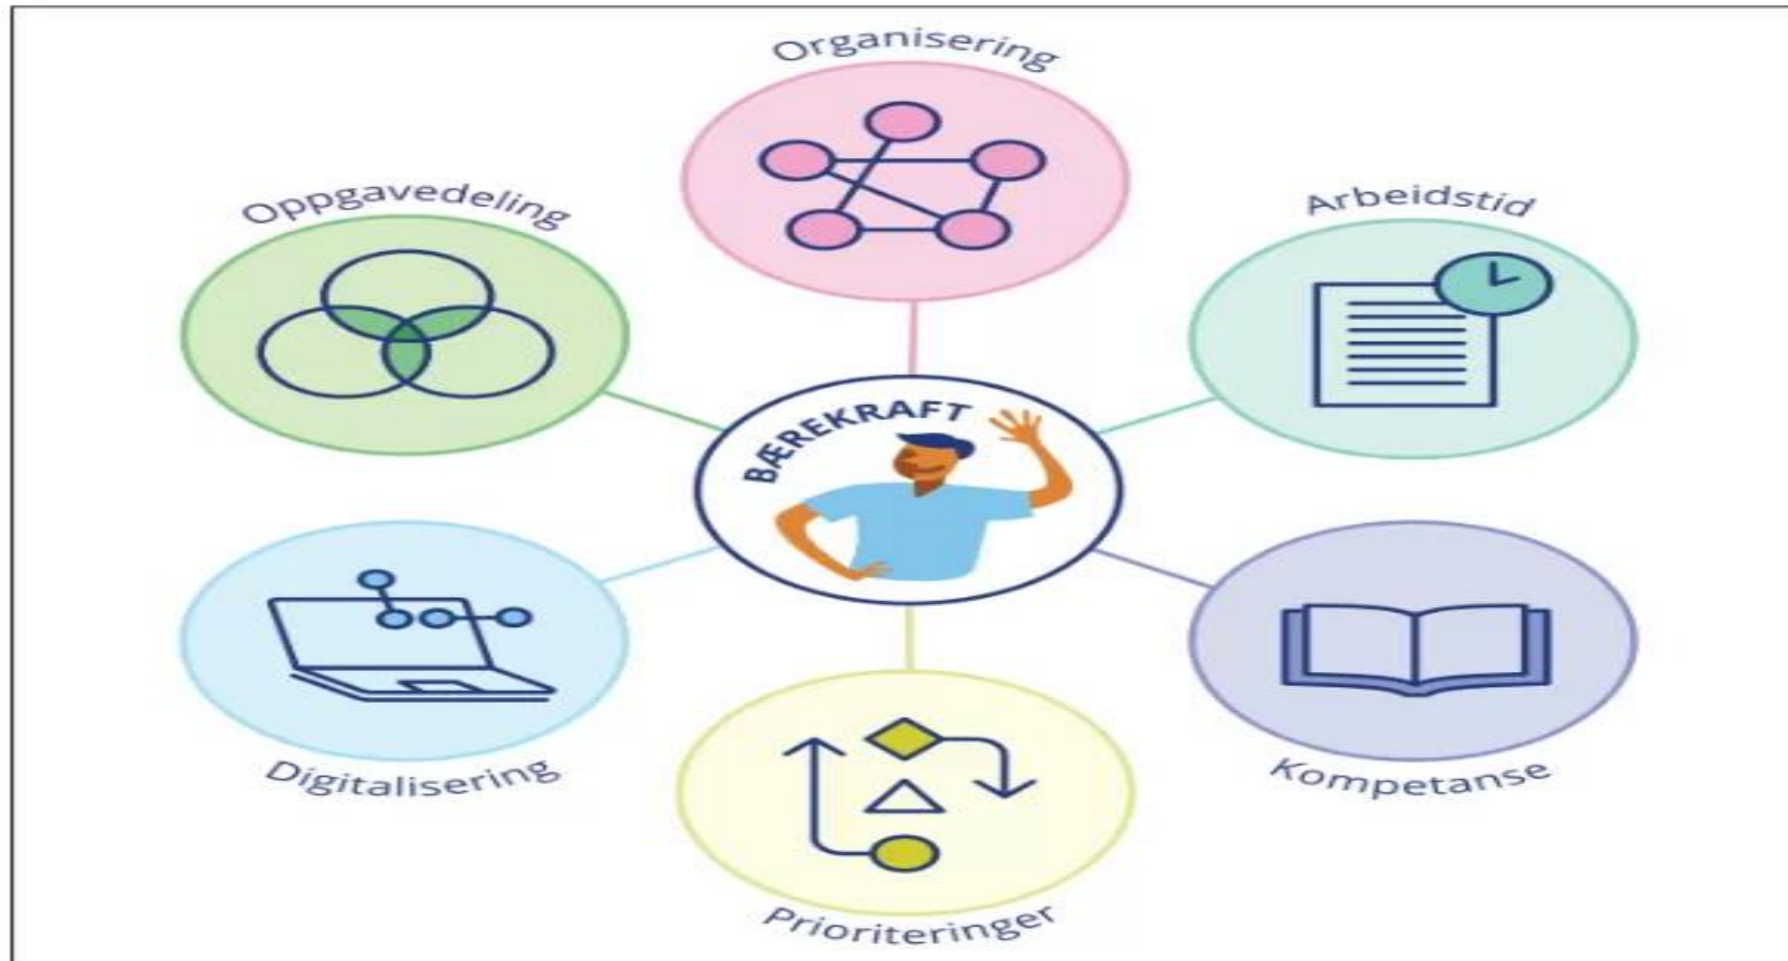 Organisering
Oppgavedeling
Arbeidstid
BÆREKRAFT
Digitalisering
Kompetanse
Prioriteringer